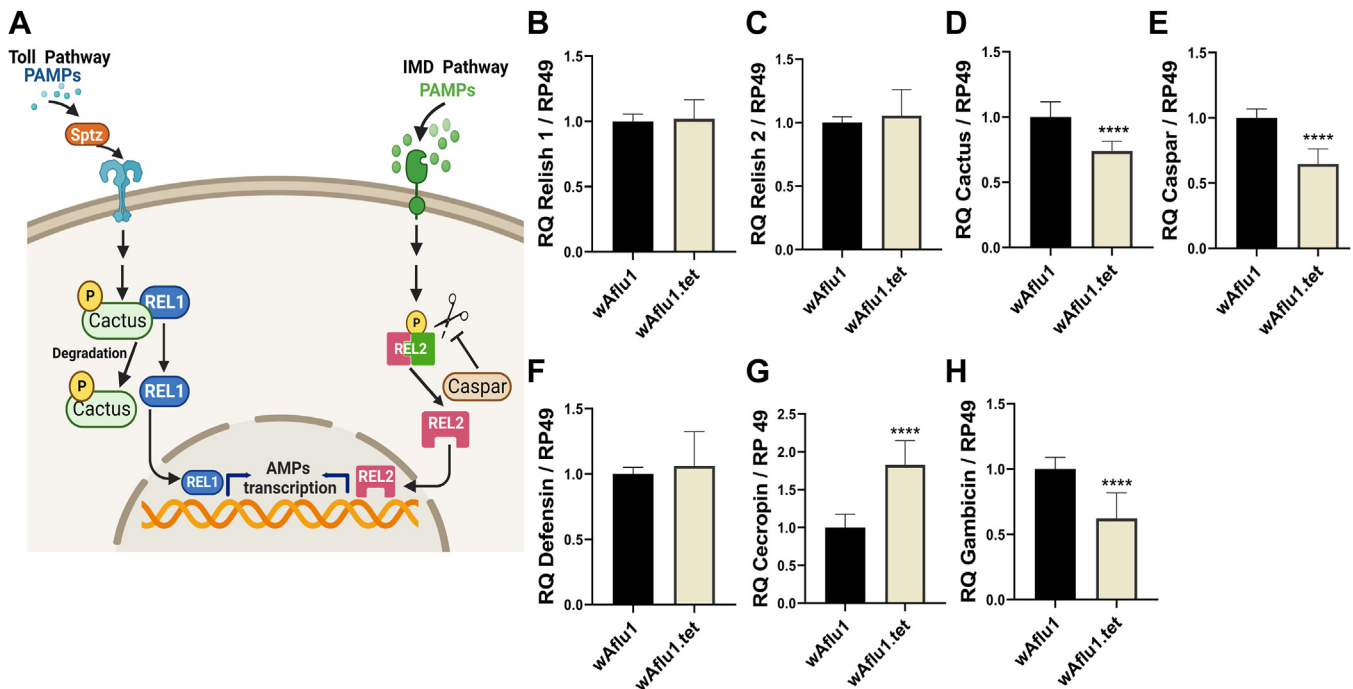 A
Toll Pathway
PAMPs
Sptz
IMD Pathway
PAMPs
P
REL1
Cactus
Degradation
P
Cactus
REL1
P
REL2
Caspar
REL2
REL1
AMPs
transcription
REL2
B
RQ Relish 1 / RP49
1.5
1.0
0.5
0.0
wAflu1
wAflu1.tet
C
RQ Relish 2 / RP49
1.5
1.0
0.5
0.0
wAflu1
wAflu1.tet
D
RQ Cactus / RP49
1.5
1.0
0.5
0.0
****
wAflu1
wAflu1.tet
E
RQ Caspar / RP49
1.5
1.0
0.5
0.0
****
wAflu1
wAflu1.tet
F
RQ Defensin / RP49
1.5
1.0
0.5
0.0
wAflu1
wAflu1.tet
G
RQ Cecropin / RP 49
2.5
2.0
1.5
1.0
0.5
0.0
****
wAflu1
wAflu1.tet
H
RQ Gambicin / RP49
1.5
1.0
0.5
0.0
****
wAflu1
wAflu1.tet